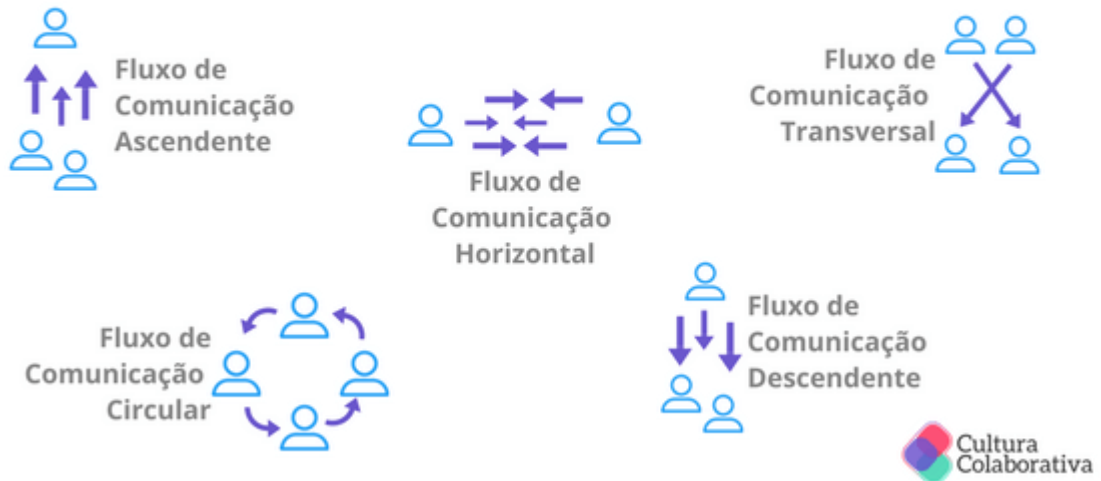 Fluxo de
Comunicação
Ascendente
Fluxo de
Comunicação
Horizontal
Fluxo de
Comunicação
Transversal
Fluxo de
Comunicação
Circular
Fluxo de
Comunicação
Descendente
Cultura
Colaborativa